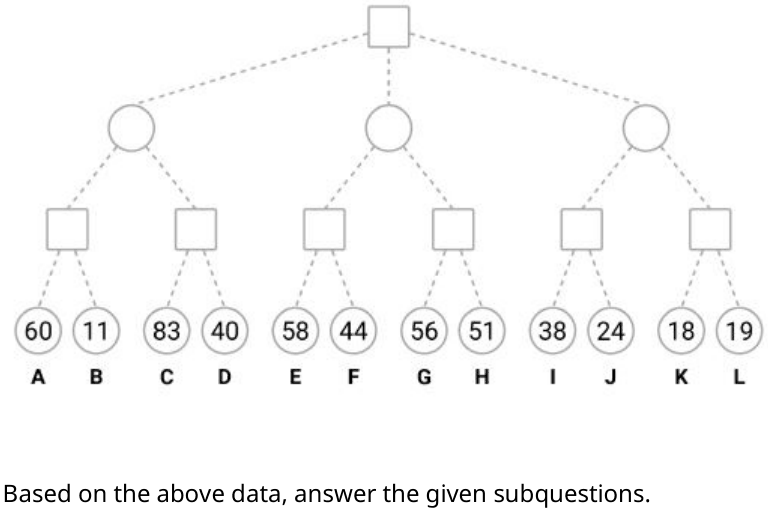 60 11 83 40 58 44 56 51 38 24 18 19
A B C D E F G H I J K L
Based on the above data, answer the given subquestions.